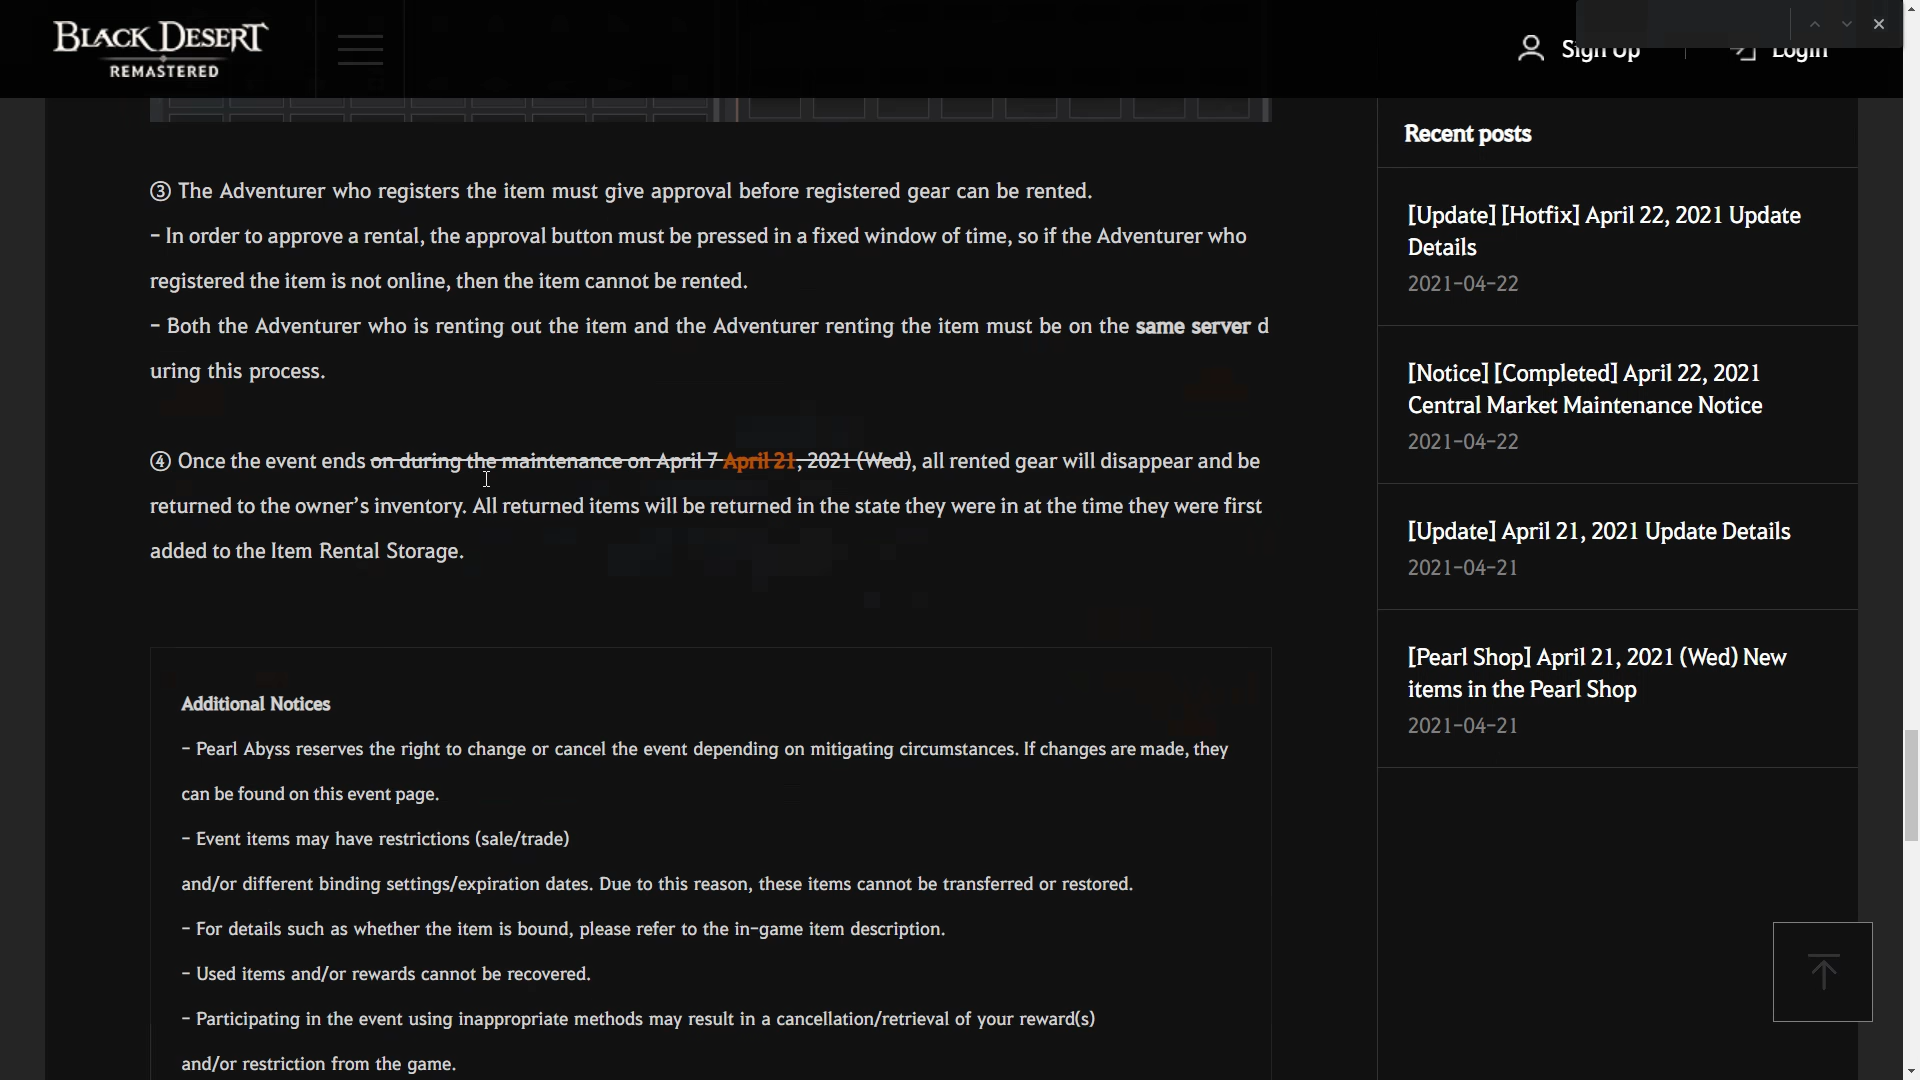 BLACK DESERT
REMASTERED
Sign Up
Login
③ The Adventurer who registers the item must give approval before registered gear can be rented.
- In order to approve a rental, the approval button must be pressed in a fixed window of time, so if the Adventurer who
registered the item is not online, then the item cannot be rented.
- Both the Adventurer who is renting out the item and the Adventurer renting the item must be on the same server d
uring this process.
④ Once the event ends on during the maintenance on April 7 April 21, 2021 (Wed), all rented gear will disappear and be
returned to the owner’s inventory. All returned items will be returned in the state they were in at the time they were first
added to the Item Rental Storage.
Additional Notices
- Pearl Abyss reserves the right to change or cancel the event depending on mitigating circumstances. If changes are made, they
can be found on this event page.
- Event items may have restrictions (sale/trade)
and/or different binding settings/expiration dates. Due to this reason, these items cannot be transferred or restored.
- For details such as whether the item is bound, please refer to the in-game item description.
- Used items and/or rewards cannot be recovered.
- Participating in the event using inappropriate methods may result in a cancellation/retrieval of your reward(s)
and/or restriction from the game.
Recent posts
[Update] [Hotfix] April 22, 2021 Update
Details
2021-04-22
[Notice] [Completed] April 22, 2021
Central Market Maintenance Notice
2021-04-22
[Update] April 21, 2021 Update Details
2021-04-21
[Pearl Shop] April 21, 2021 (Wed) New
items in the Pearl Shop
2021-04-21